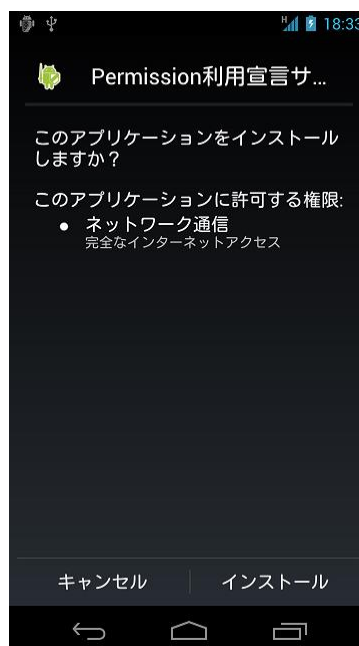 H 18:33
Permission利用宣言サ...
このアプリケーションをインストール
しますか？
このアプリケーションに許可する権限:
● ネットワーク通信
完全なインターネットアクセス
キャンセル インストール